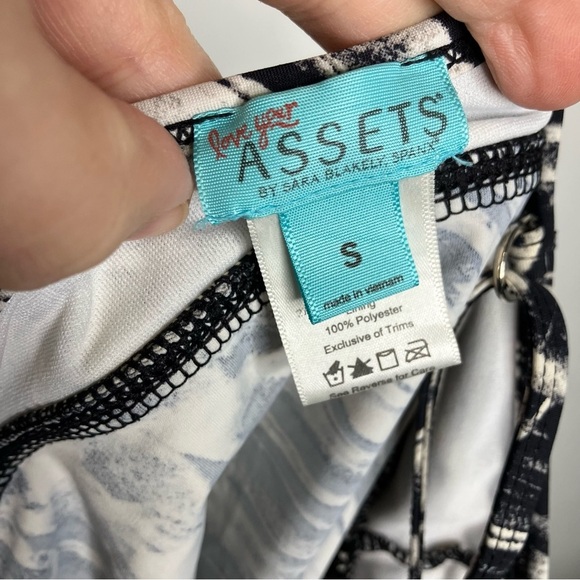 love your
ASSETS®
BY SARA BLAKELY, SPANX®
S
made in vietnam
Lining
100% Polyester
Exclusive of Trims
See Reverse for Care